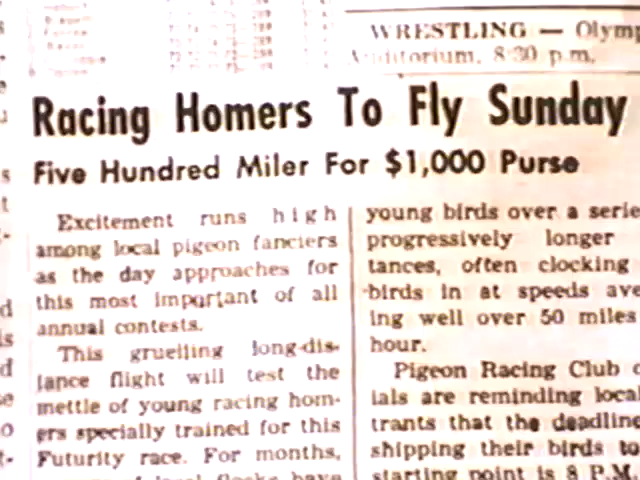 WRESTLING — Olymp
Auditorium, 8:30 p.m.
Racing Homers To Fly Sunday
Five Hundred Miler For $1,000 Purse
Excitement runs high
among local pigeon fanciers
as the day approaches for
this most important of all
annual contests.
This gruelling long-dis-
tance flight will test the
mettle of young racing hom-
ers specially trained for this
Futurity race. For months,
young birds over a serie
progressively longer
tances, often clocking
birds in at speeds ave
ing well over 50 miles
hour.
Pigeon Racing Club o
ials are reminding local
trants that the deadline
shipping their birds to
starting point is 8 P.M.